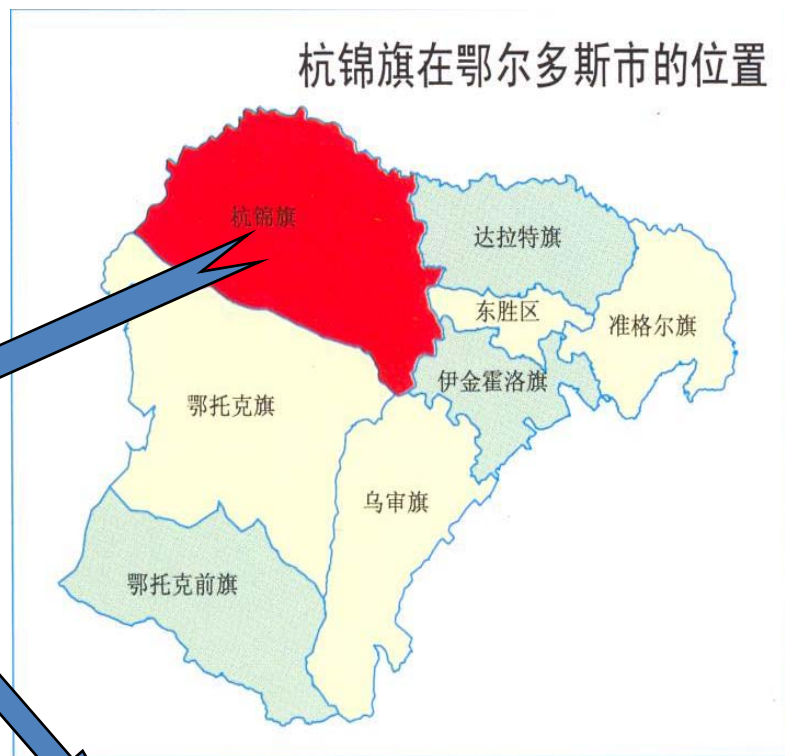 杭锦旗在鄂尔多斯市的位置
杭锦旗
达拉特旗
东胜区
准格尔旗
伊金霍洛旗
鄂托克旗
乌审旗
鄂托克前旗